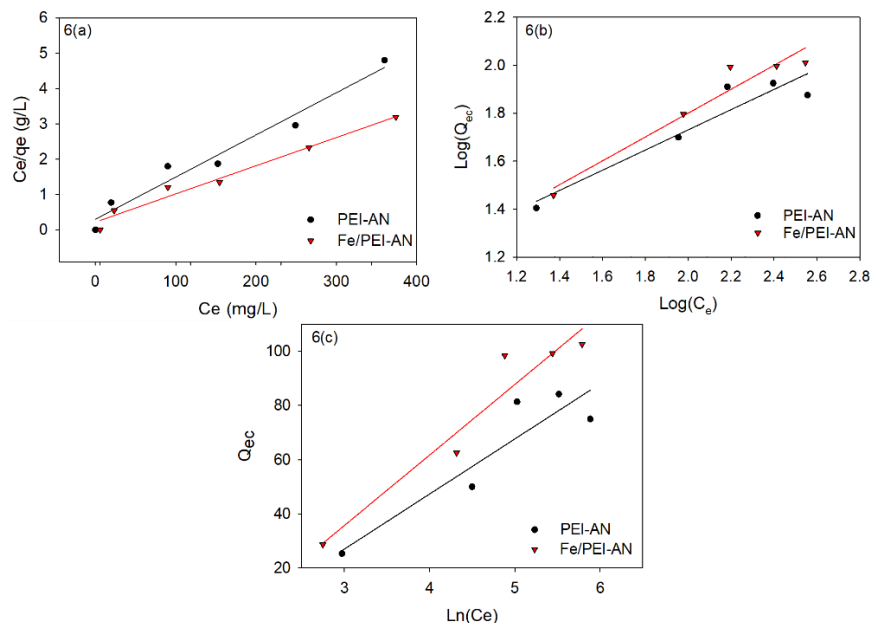 6(a)
Ce/qe (g/L)
6
5
4
3
2
1
0
0 100 200 300 400
Ce (mg/L)
PEI-AN
Fe/PEI-AN
6(b)
Log(Qec)
2.2
2.0
1.8
1.6
1.4
1.2
1.2 1.4 1.6 1.8 2.0 2.2 2.4 2.6 2.8
Log(Ce)
PEI-AN
Fe/PEI-AN
6(c)
Qec
100
80
60
40
20
3 4 5 6
Ln(Ce)
PEI-AN
Fe/PEI-AN